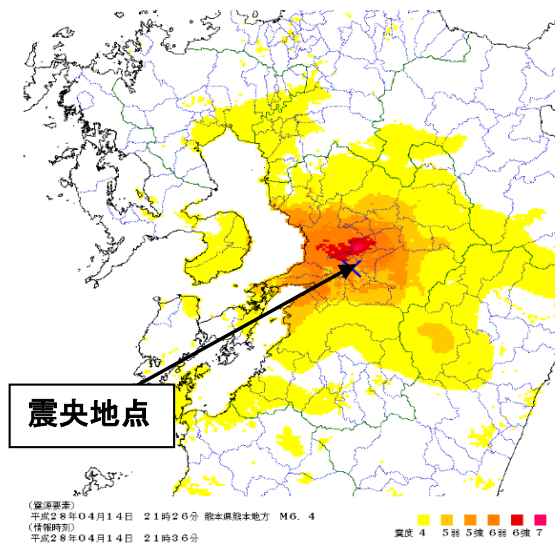 震央地点
(震源要素)
平成28年04月14日 21時26分 熊本県熊本地方 M6.4
(情報時刻)
平成28年04月14日 21時36分
震度 4 5弱 5強 6弱 6強 7